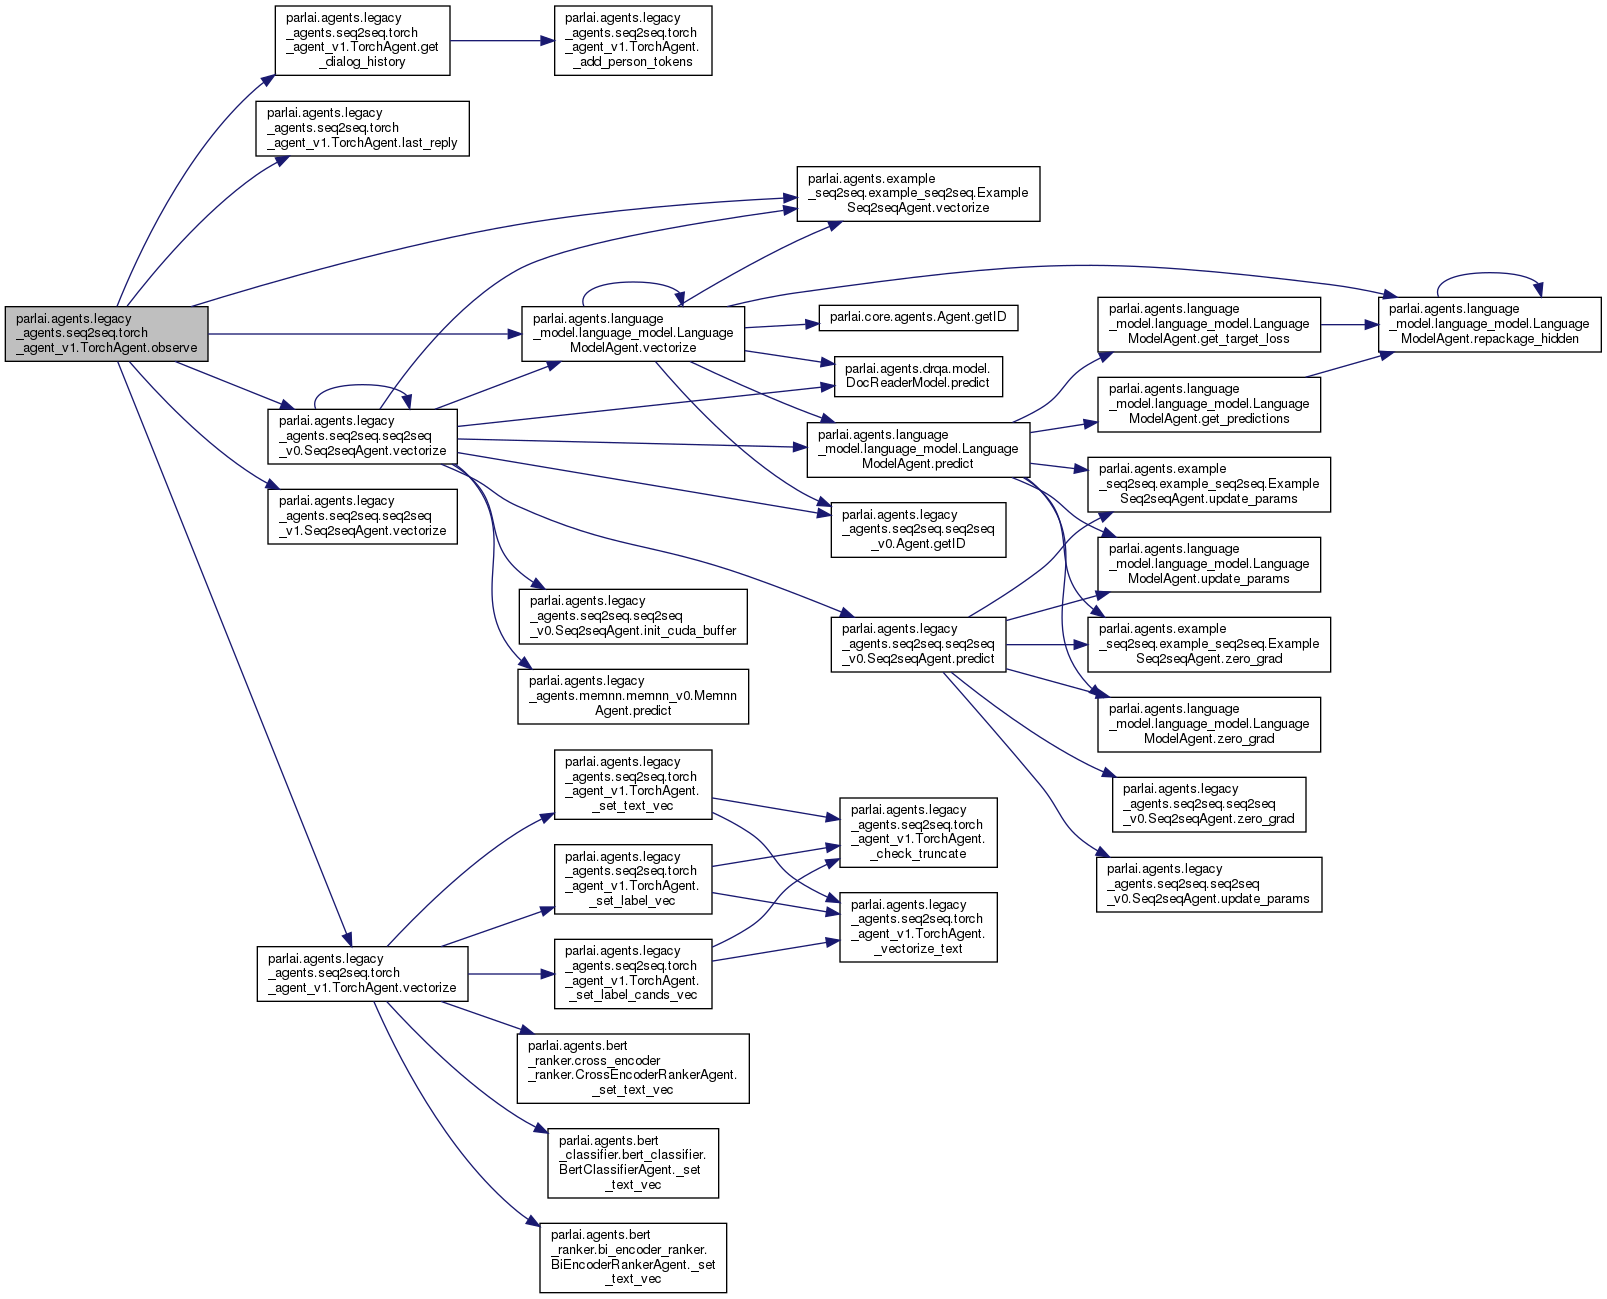 parlai.agents.legacy
_agents.seq2seq.torch
_agent_v1.TorchAgent.observe
parlai.agents.legacy
_agents.seq2seq.torch
_agent_v1.TorchAgent.get
_dialog_history
parlai.agents.legacy
_agents.seq2seq.torch
_agent_v1.TorchAgent.
_add_person_tokens
parlai.agents.legacy
_agents.seq2seq.torch
_agent_v1.TorchAgent.last_reply
parlai.agents.example
_seq2seq.example_seq2seq.Example
Seq2seqAgent.vectorize
parlai.agents.language
_model.language_model.Language
ModelAgent.vectorize
parlai.core.agents.Agent.getID
parlai.agents.drqa.model.
DocReaderModel.predict
parlai.agents.language
_model.language_model.Language
ModelAgent.get_target_loss
parlai.agents.language
_model.language_model.Language
ModelAgent.repackage_hidden
parlai.agents.language
_model.language_model.Language
ModelAgent.get_predictions
parlai.agents.legacy
_agents.seq2seq.seq2seq
_v0.Seq2seqAgent.vectorize
parlai.agents.language
_model.language_model.Language
ModelAgent.predict
parlai.agents.example
_seq2seq.example_seq2seq.Example
Seq2seqAgent.update_params
parlai.agents.legacy
_agents.seq2seq.seq2seq
_v1.Seq2seqAgent.vectorize
parlai.agents.legacy
_agents.seq2seq.seq2seq
_v0.Agent.getID
parlai.agents.language
_model.language_model.Language
ModelAgent.update_params
parlai.agents.legacy
_agents.seq2seq.seq2seq
_v0.Seq2seqAgent.init_cuda_buffer
parlai.agents.legacy
_agents.seq2seq.seq2seq
_v0.Seq2seqAgent.predict
parlai.agents.example
_seq2seq.example_seq2seq.Example
Seq2seqAgent.zero_grad
parlai.agents.legacy
_agents.memnn.memnn_v0.Memnn
Agent.predict
parlai.agents.language
_model.language_model.Language
ModelAgent.zero_grad
parlai.agents.legacy
_agents.seq2seq.seq2seq
_v0.Seq2seqAgent.zero_grad
parlai.agents.legacy
_agents.seq2seq.seq2seq
_v0.Seq2seqAgent.update_params
parlai.agents.legacy
_agents.seq2seq.torch
_agent_v1.TorchAgent.
_set_text_vec
parlai.agents.legacy
_agents.seq2seq.torch
_agent_v1.TorchAgent.
_check_truncate
parlai.agents.legacy
_agents.seq2seq.torch
_agent_v1.TorchAgent.
_set_label_vec
parlai.agents.legacy
_agents.seq2seq.torch
_agent_v1.TorchAgent.
_vectorize_text
parlai.agents.legacy
_agents.seq2seq.torch
_agent_v1.TorchAgent.vectorize
parlai.agents.legacy
_agents.seq2seq.torch
_agent_v1.TorchAgent.
_set_label_cands_vec
parlai.agents.bert
_ranker.cross_encoder
_ranker.CrossEncoderRankerAgent.
_set_text_vec
parlai.agents.bert
_classifier.bert_classifier.
BertClassifierAgent._set
_text_vec
parlai.agents.bert
_ranker.bi_encoder_ranker.
BiEncoderRankerAgent._set
_text_vec